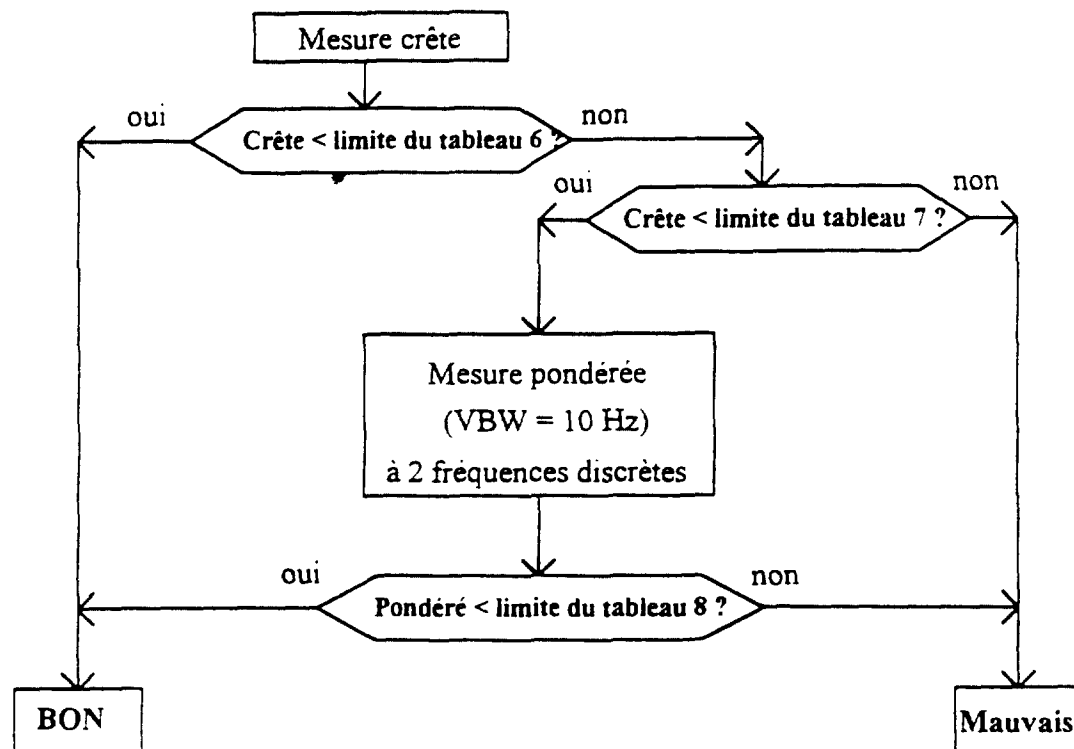 Mesure crête
oui
non
Crête < limite du tableau 6 ?
oui
non
Crête < limite du tableau 7 ?
Mesure pondérée
(VBW = 10 Hz)
à 2 fréquences discrètes
oui
non
Pondéré < limite du tableau 8 ?
BON
Mauvais